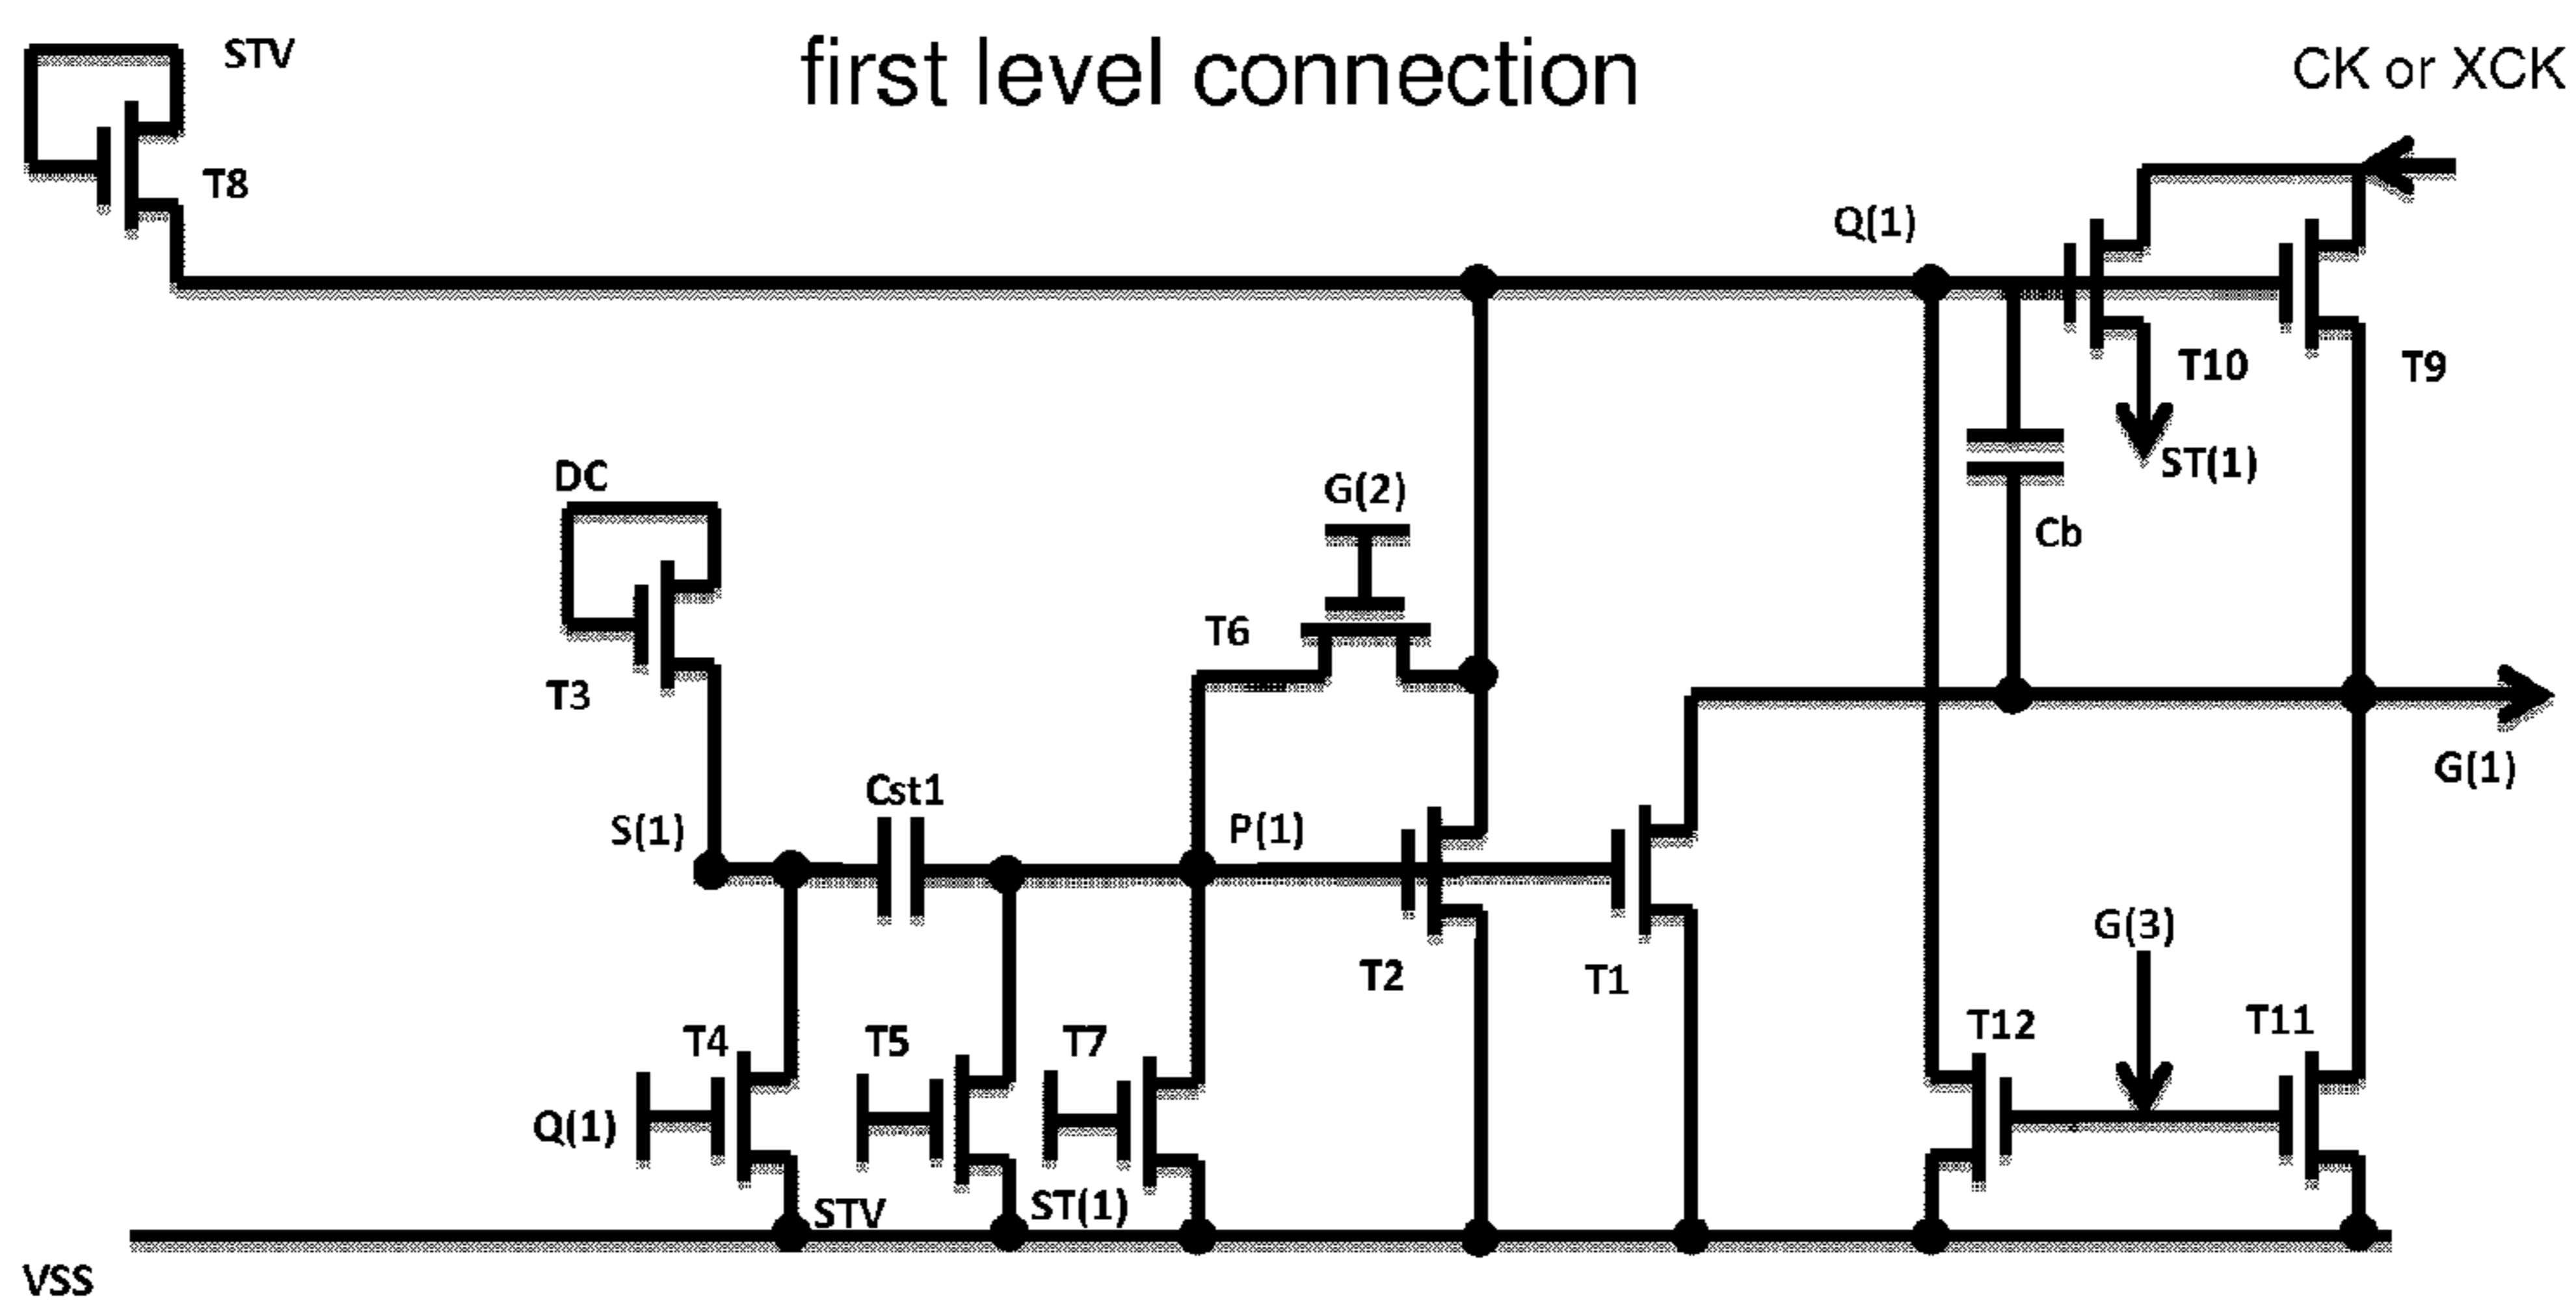 STV
first level connection
CK or XCK
T8
Q(1)
T10
T9
ST(1)
DC
G(2)
Cb
T6
T3
G(1)
Cst1
S(1)
P(1)
G(3)
T2
T1
T12
T11
T4
T5
T7
Q(1)
STV
ST(1)
VSS